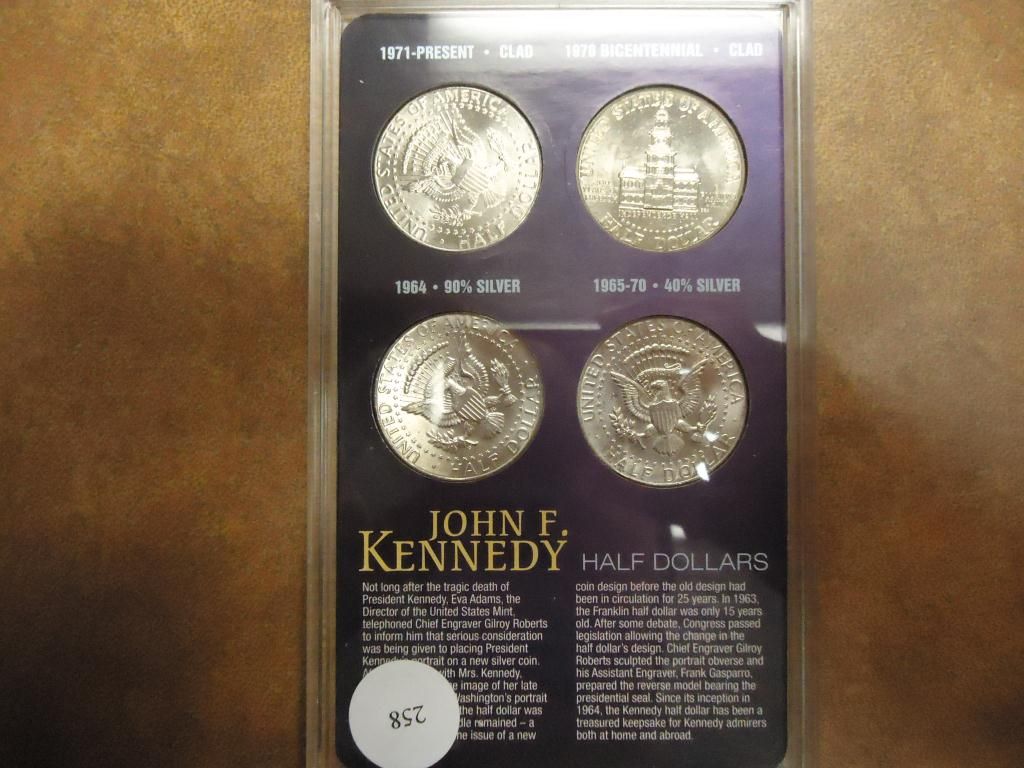 1971-PRESENT • CLAD
1976 BICENTENNIAL • CLAD
UNITED STATES OF AMERICA
HALF DOLLAR
UNITED STATES OF AMERICA
INDEPENDENCE HALL
HALF DOLLAR
1964 • 90% SILVER
1965-70 • 40% SILVER
UNITED STATES OF AMERICA
HALF DOLLAR
UNITED STATES OF AMERICA
HALF DOLLAR
JOHN F.
KENNEDY HALF DOLLARS
Not long after the tragic death of
President Kennedy, Eva Adams, the
Director of the United States Mint,
telephoned Chief Engraver Gilroy Roberts
to inform him that serious consideration
was being given to placing President
portrait on a new silver coin.
with Mrs. Kennedy,
image of her late
Washington's portrait
the half dollar was
remained – a
issue of a new
coin design before the old design had
been in circulation for 25 years. In 1963,
the Franklin half dollar was only 15 years
old. After some debate, Congress passed
legislation allowing the change in the
half dollar's design. Chief Engraver Gilroy
Roberts sculpted the portrait obverse and
his Assistant Engraver, Frank Gasparro,
prepared the reverse model bearing the
presidential seal. Since its inception in
1964, the Kennedy half dollar has been a
treasured keepsake for Kennedy admirers
both at home and abroad.
258